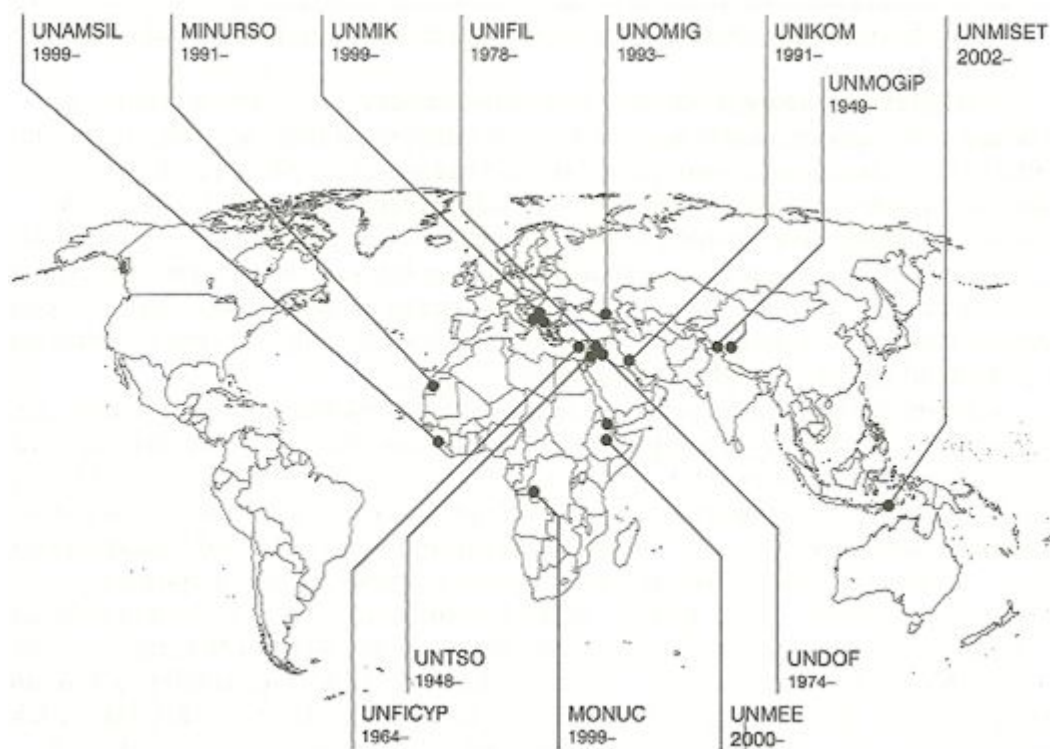 UNAMSIL
1999–
MINURSO
1991–
UNMIK
1999–
UNIFIL
1978–
UNOMIG
1993–
UNIKOM
1991–
UNMISET
2002–
UNMOGiP
1949–
UNTSO
1948–
UNDOF
1974–
UNFICYP
1964–
MONUC
1999–
UNMEE
2000–